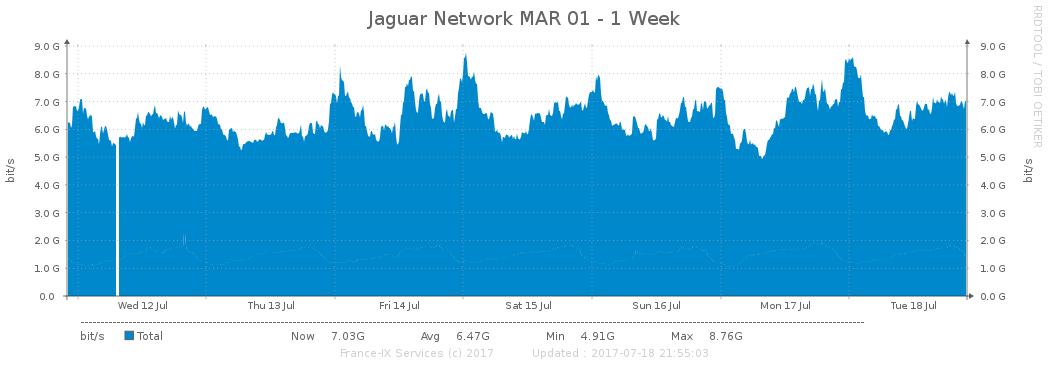 Jaguar Network MAR 01 - 1 Week
RRDTOOL / TOBI OETIKER
bit/s
9.0 G 9.0 G
8.0 G 8.0 G
7.0 G 7.0 G
6.0 G 6.0 G
5.0 G 5.0 G
4.0 G 4.0 G
3.0 G 3.0 G
2.0 G 2.0 G
1.0 G 1.0 G
0.0 0.0 G
bit/s
Wed 12 Jul Thu 13 Jul Fri 14 Jul Sat 15 Jul Sun 16 Jul Mon 17 Jul Tue 18 Jul
bit/s Total Now 7.03G Avg 6.47G Min 4.91G Max 8.76G
France-IX Services (c) 2017 Updated : 2017-07-18 21:55:03